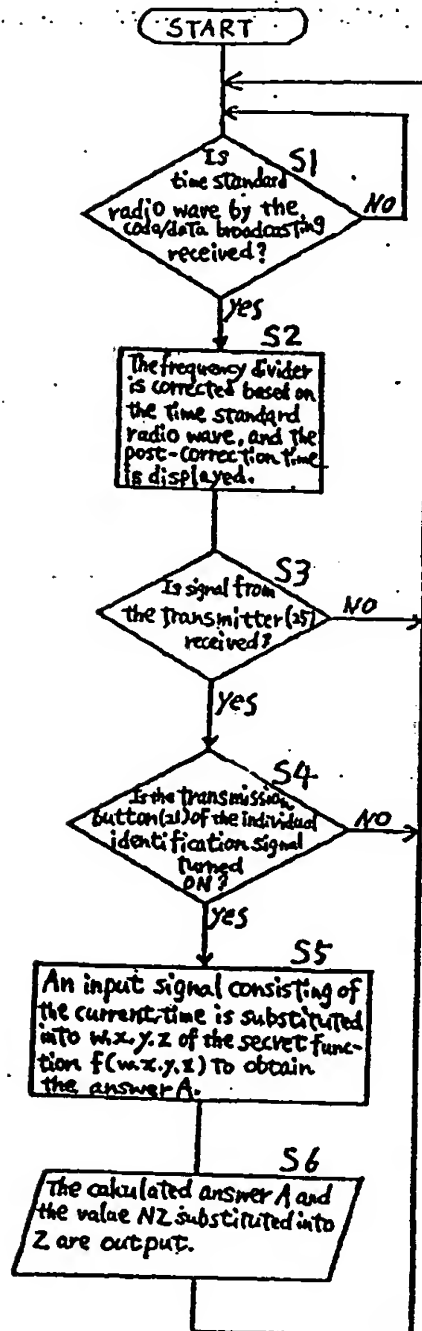 START
S1
Is
time standard
radio wave by the
code/data broadcasting
received?
NO
yes
S2
The frequency divider
is corrected based on
the time standard
radio wave, and the
post-correction time
is displayed.
S3
Is signal from
the transmitter (25)
received?
NO
yes
S4
Is the transmission
button (21) of the individual
identification signal
turned
ON?
NO
yes
S5
An input signal consisting of
the current time is substituted
into w.x.y.z of the secret func-
tion f(w.x.y.z) to obtain
the answer A.
S6
The calculated answer A and
the value NZ substituted into
Z are output.